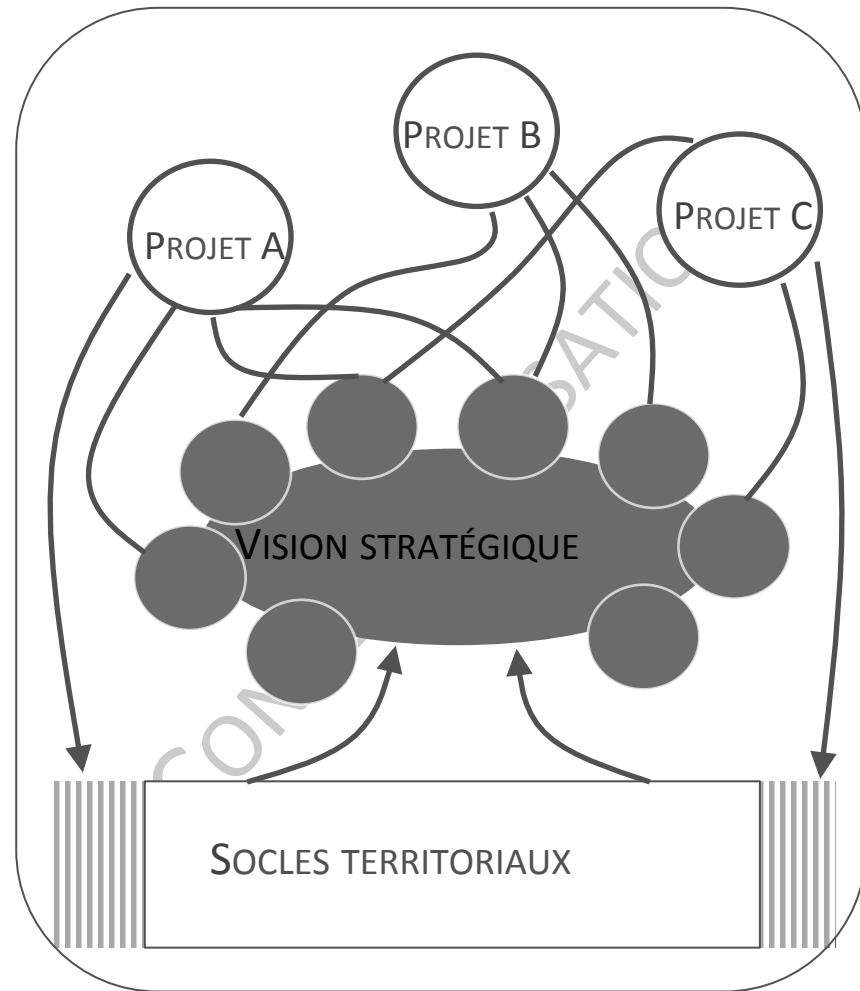 PROJET B
PROJET C
PROJET A
VISION STRATÉGIQUE
SOCLES TERRITORIAUX